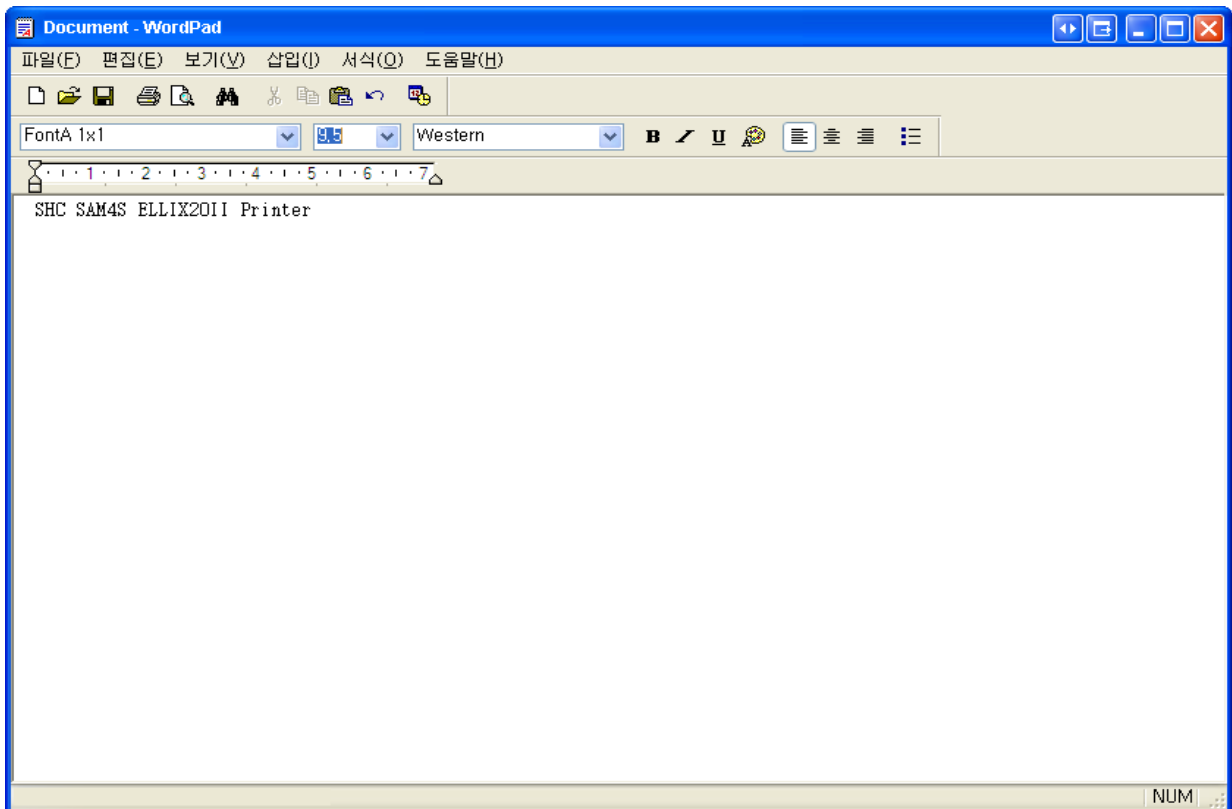 Document - WordPad
파일(F) 편집(E) 보기(V) 삽입(I) 서식(O) 도움말(H)
FontA 1x1 9.5 Western B U
1 2 3 4 5 6 7
SHC SAM4S ELLIX20II Printer
NUM